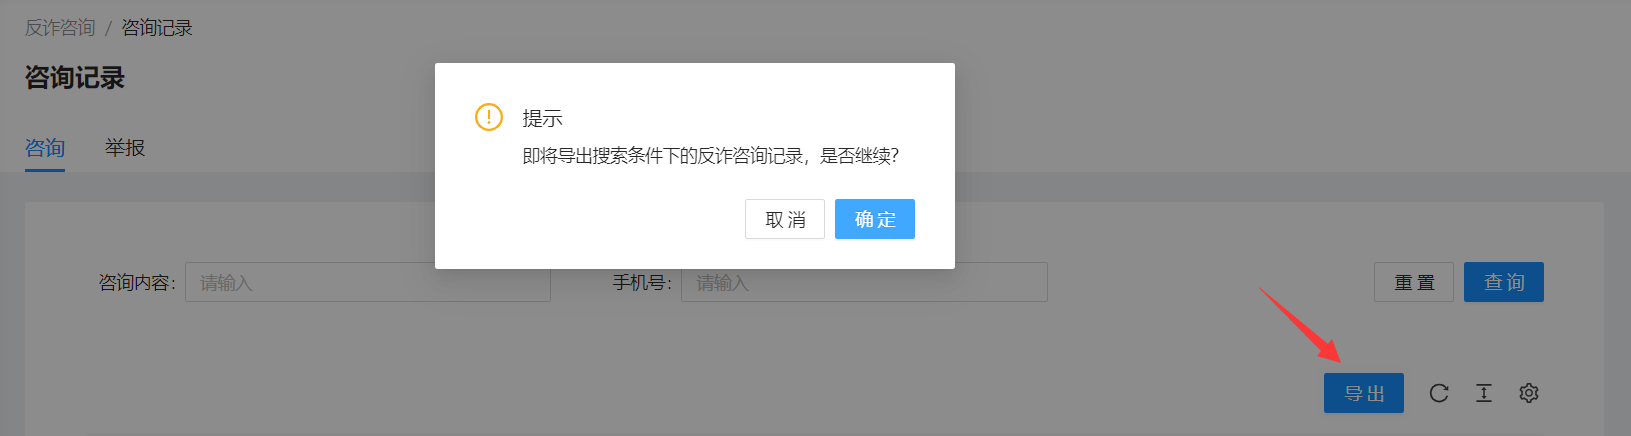 反诈咨询 / 咨询记录
咨询记录
咨询 举报
提示
即将导出搜索条件下的反诈咨询记录，是否继续？
取消 确定
咨询内容: 请输入 手机号: 请输入 重置 查询
导出